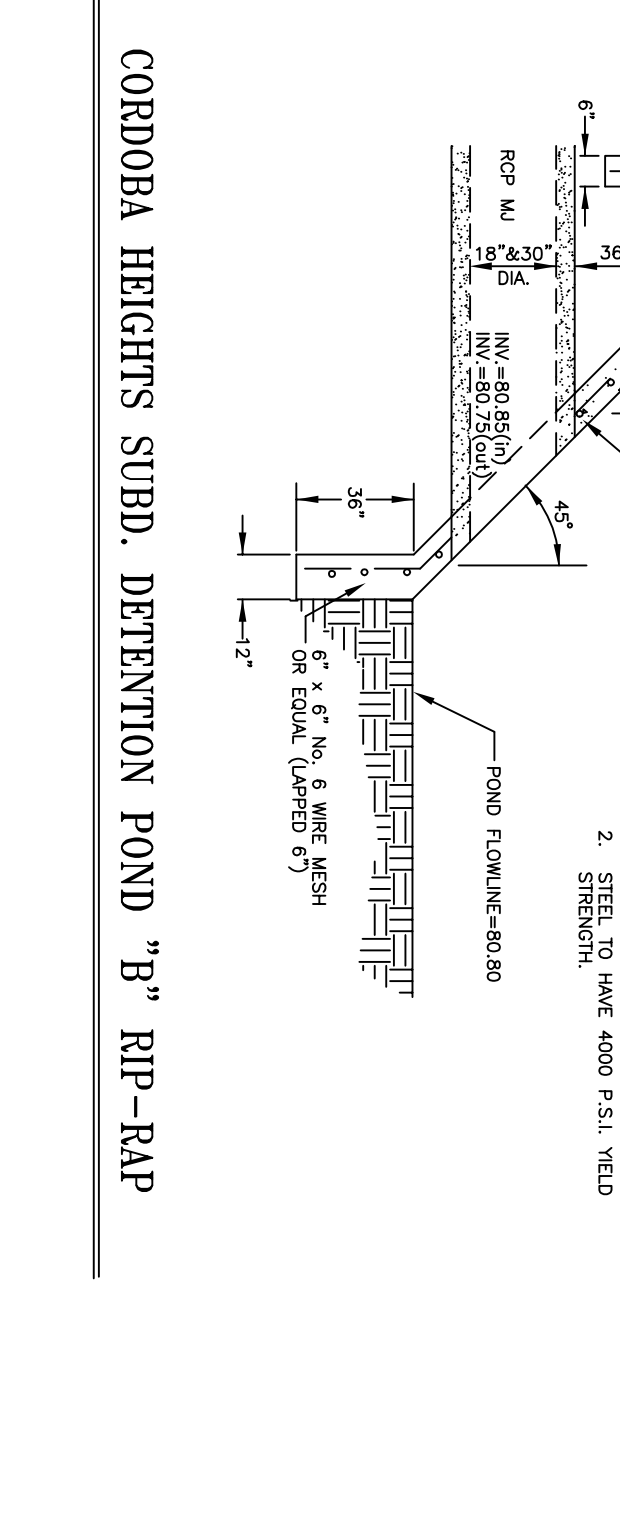 6"
36
RCP MJ
18"&30"
DIA.
INV.=80.85(in)
INV.=80.75(out)
45°
36"
12"
6" x 6" No. 6 WIRE MESH
OR EQUAL (LAPPED 6")
POND FLOWLINE=80.80
2. STEEL TO HAVE 4000 P.S.I. YIELD
STRENGTH.
CORDOBA HEIGHTS SUBD. DETENTION POND "B" RIP-RAP